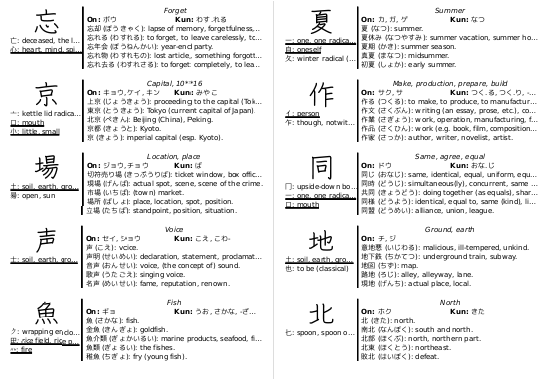 忘
Forget
On: ボウ Kun: わす.れる
忘却 (ぼうきゃく): lapse of memory, forgetfulness,...
忘れる (わすれる): to forget, to leave carelessly, tc...
忘年会 (ぼうねんかい): year-end party.
忘れ物 (わすれもの): lost article, something forgott...
忘れ去る (わすれさる): to forget completely, to lea...
亡: deceased, the l...
心: heart, mind, spi...
京
Capital, 10**16
On: キョウ, ケイ, キン Kun: みやこ
上京 (じょうきょう): proceeding to the capital (Tok...
東京 (とうきょう): Tokyo (current capital of Japan)
北京 (ぺきん): Beijing (China), Peking.
京都 (きょうと): Kyoto.
京 (きょう): imperial capital (esp. Kyoto).
亠: kettle lid radica...
口: mouth
小: little, small
場
Location, place
On: ジョウ, チョウ Kun: ば
切符売り場 (きっぷうりば): ticket window, box offic...
現場 (げんば): actual spot, scene, scene of the crime.
市場 (いちば): (town) market.
場所 (ばしょ): place, location, spot, position.
立場 (たちば): standpoint, position, situation.
土: soil, earth, gro...
昜: open, sun
声
Voice
On: セイ, ショウ Kun: こえ, こわ-
声 (こえ): voice.
声明 (せいめい): declaration, statement, proclamat...
音声 (おんせい): voice, (the concept of) sound.
歌声 (うたごえ): singing voice.
名声 (めいせい): fame, reputation, renown.
士: soil, earth, gro...
魚
Fish
On: ギョ Kun: うお, さかな, -ざ...
魚 (さかな): fish.
金魚 (きんぎょ): goldfish.
魚介類 (ぎょかいるい): marine products, seafood, fi...
魚類 (ぎょるい): the fishes.
稚魚 (ちぎょ): fry (young fish).
勹: wrapping enclo...
田: rice field, rice p...
灬: fire
夏
Summer
On: カ, ガ, ゲ Kun: なつ
夏 (なつ): summer.
夏休み (なつやすみ): summer vacation, summer ho...
夏期 (かき): summer season.
真夏 (まなつ): midsummer.
初夏 (しょか): early summer.
一: one, one radica...
自: oneself
夂: winter radical (...
作
Make, production, prepare, build
On: サク, サ Kun: つく.る, つく.り, -...
作る (つくる): to make, to produce, to manufactur...
作文 (さくぶん): writing (an essay, prose, etc.), co...
作業 (さぎょう): work, operation, manufacturing, f...
作品 (さくひん): work (e.g. book, film, composition...
作家 (さっか): author, writer, novelist, artist.
亻: person
乍: though, notwit...
同
Same, agree, equal
On: ドウ Kun: おな.じ
同じ (おなじ): same, identical, equal, uniform, equ...
同時 (どうじ): simultaneous(ly), concurrent, same ...
共同 (きょうどう): doing together (as equals), shar...
同様 (どうよう): identical, equal to, same (kind), li...
同盟 (どうめい): alliance, union, league.
冂: upside-down bo...
一: one, one radica...
口: mouth
地
Ground, earth
On: チ, ジ
意地悪 (いじわる): malicious, ill-tempered, unkind.
地下鉄 (ちかてつ): underground train, subway.
地図 (ちず): map.
路地 (ろじ): alley, alleyway, lane.
現地 (げんち): actual place, local.
土: soil, earth, gro...
也: to be (classical)
北
North
On: ホク Kun: きた
北 (きた): north.
南北 (なんぼく): south and north.
北部 (ほくぶ): north, northern part.
北東 (ほくとう): northeast.
敗北 (はいぼく): defeat.
匕: spoon, spoon o...